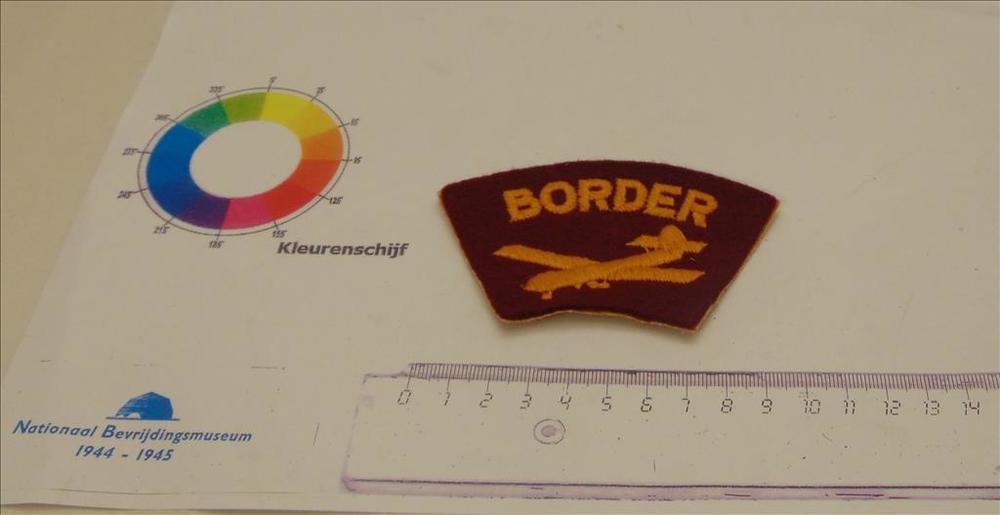 BORDER
Kleurenschijf
Nationaal Bevrijdingsmuseum
1944 - 1945
0 1 2 3 4 5 6 7 8 9 10 11 12 13 14